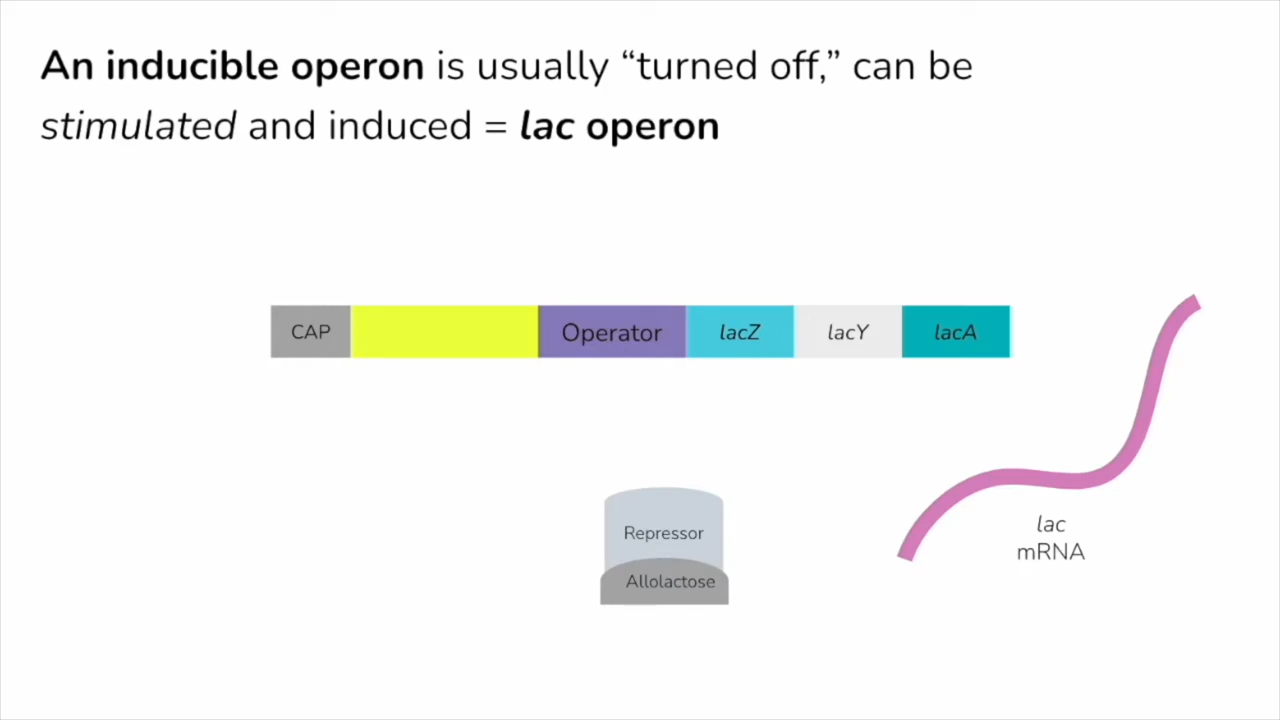 An inducible operon is usually “turned off,” can be
stimulated and induced = lac operon
CAP
Operator
lacZ
lacY
lacA
Repressor
Allolactose
lac
mRNA